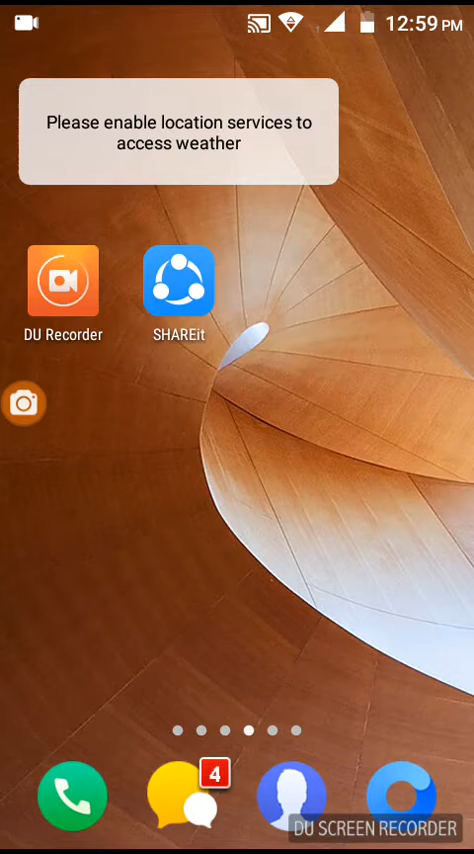 12:59 PM
Please enable location services to
access weather
DU Recorder
SHAREit
4
DU SCREEN RECORDER